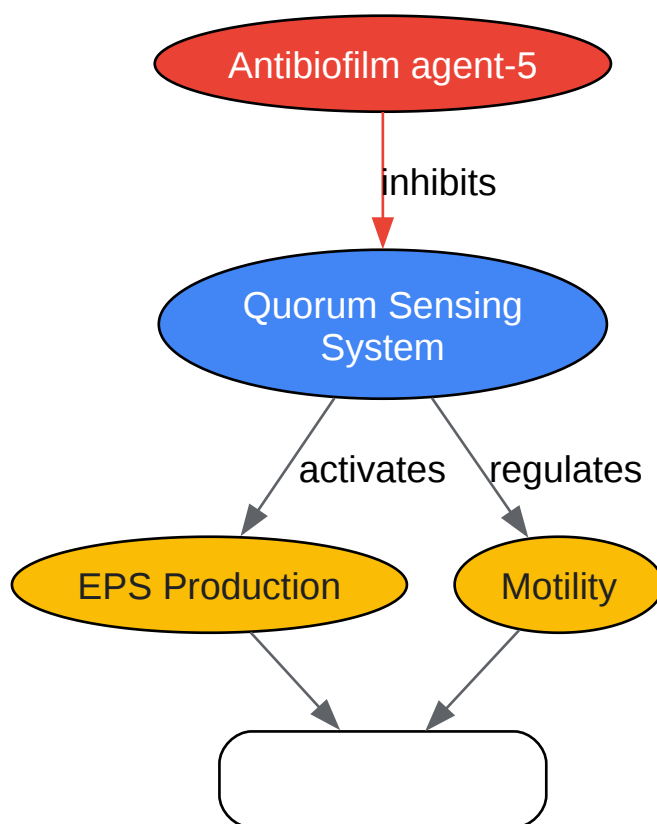 Antibiofilm agent-5
inhibits
Quorum Sensing
System
activates
regulates
EPS Production
Motility